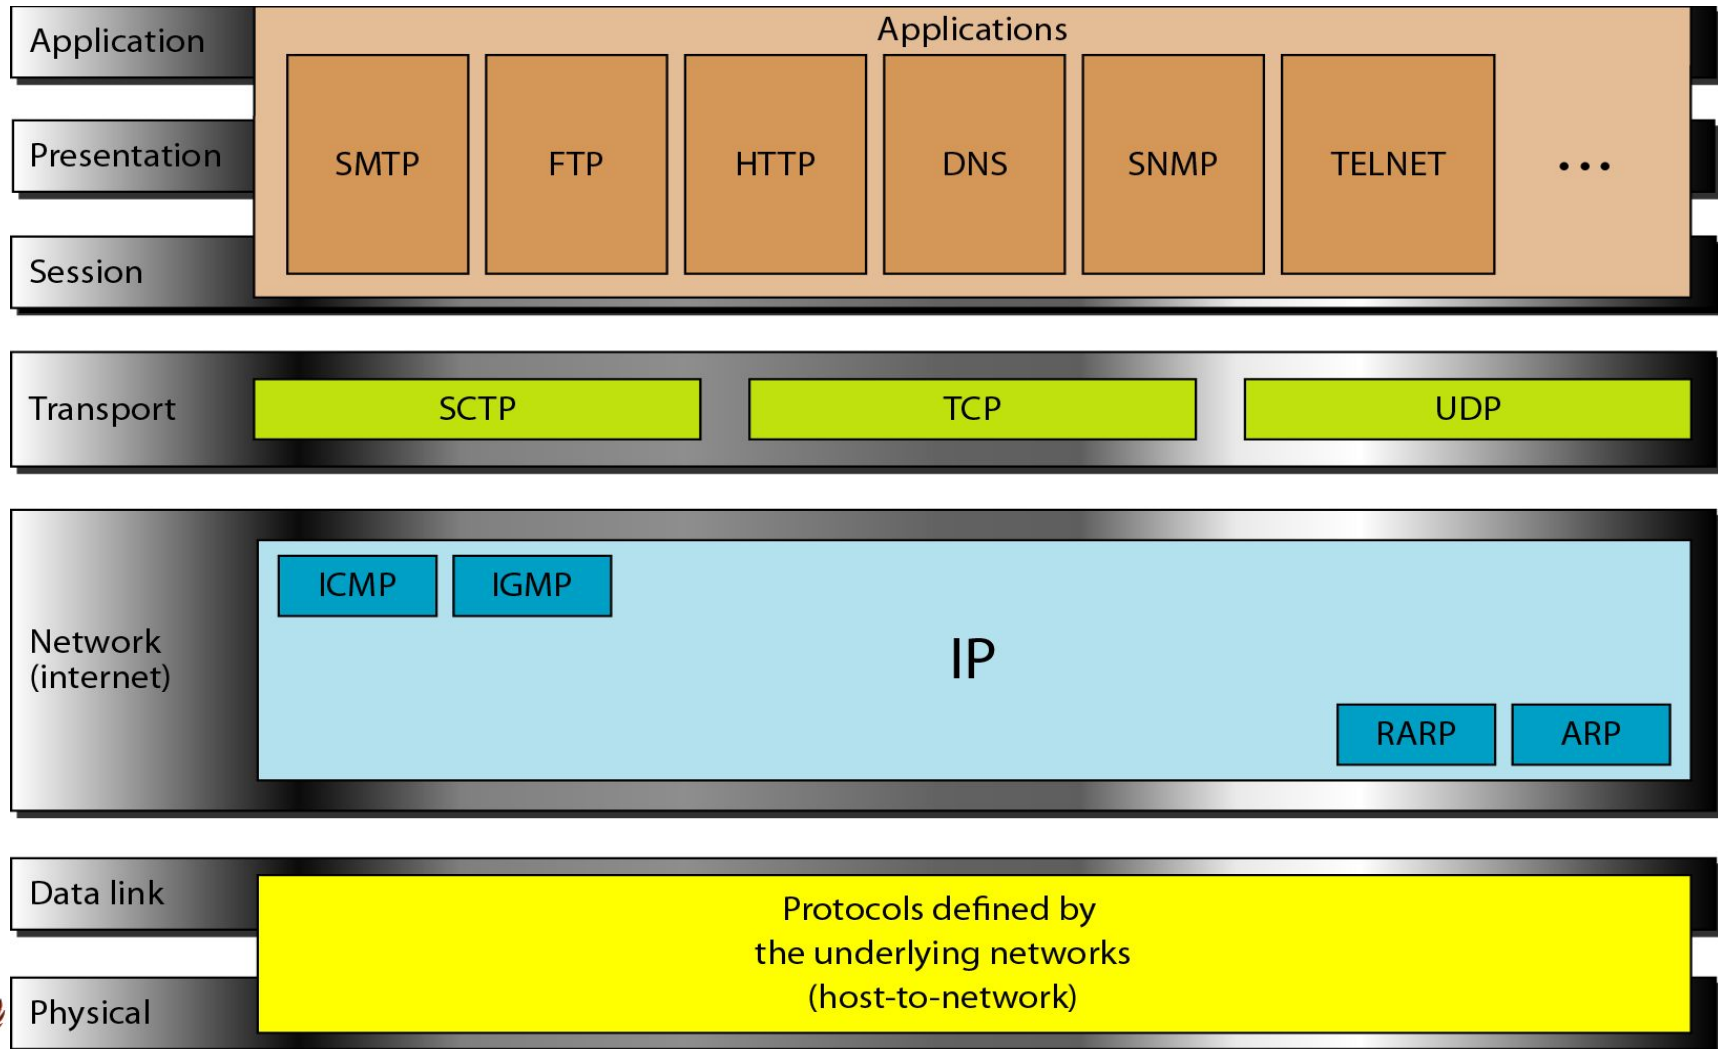 Application
Applications
SMTP FTP HTTP DNS SNMP TELNET ...
Presentation
Session
Transport
SCTP TCP UDP
ICMP IGMP
Network
(internet)
IP
RARP ARP
Data link
Protocols defined by
the underlying networks
(host-to-network)
Physical